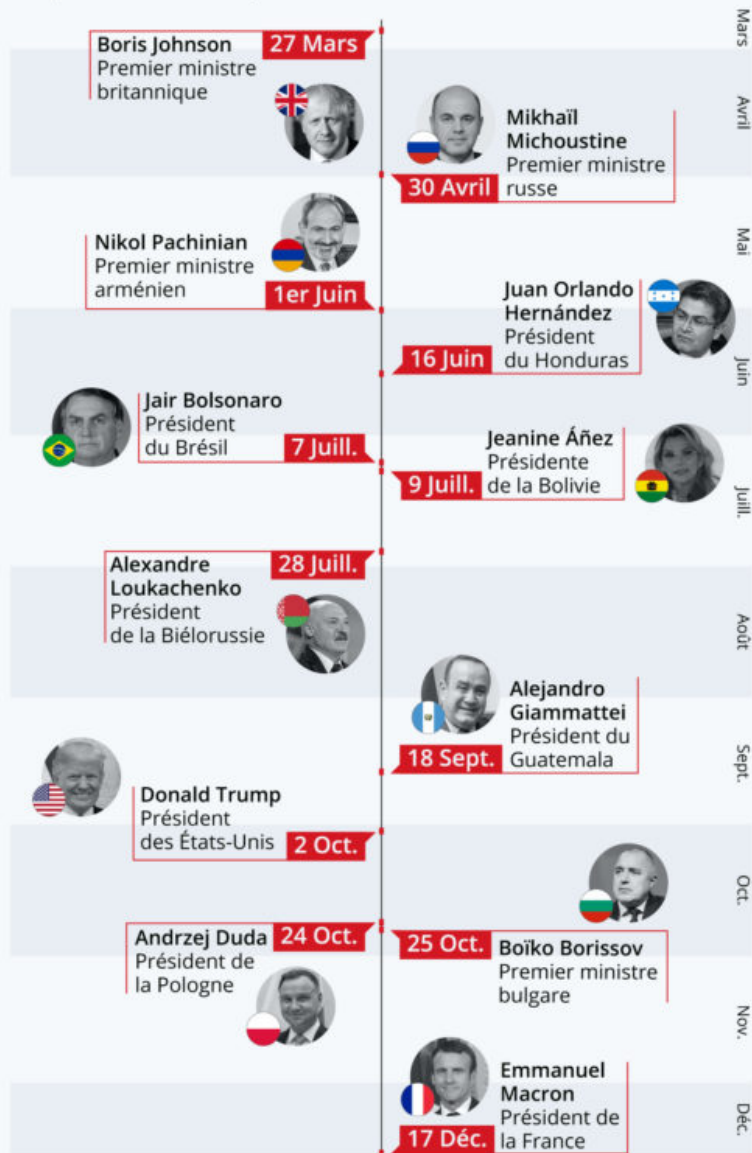 Mars
27 Mars
Boris Johnson
Premier ministre
britannique
Avril
Mikhaïl
Michoustine
Premier ministre
russe
30 Avril
Mai
Nikol Pachinian
Premier ministre
arménien
1er Juin
Juan Orlando
Hernández
Président
du Honduras
16 Juin
Juin
Jair Bolsonaro
Président
du Brésil
7 Juill.
Jeanine Áñez
Présidente
de la Bolivie
9 Juill.
Juill.
28 Juill.
Alexandre
Loukachenko
Président
de la Biélorussie
Août
Alejandro
Giammattei
Président du
Guatemala
18 Sept.
Sept.
Donald Trump
Président
des États-Unis
2 Oct.
Oct.
24 Oct.
Andrzej Duda
Président de
la Pologne
25 Oct.
Boïko Borissov
Premier ministre
bulgare
Nov.
Emmanuel
Macron
Président de
la France
17 Déc.
Déc.